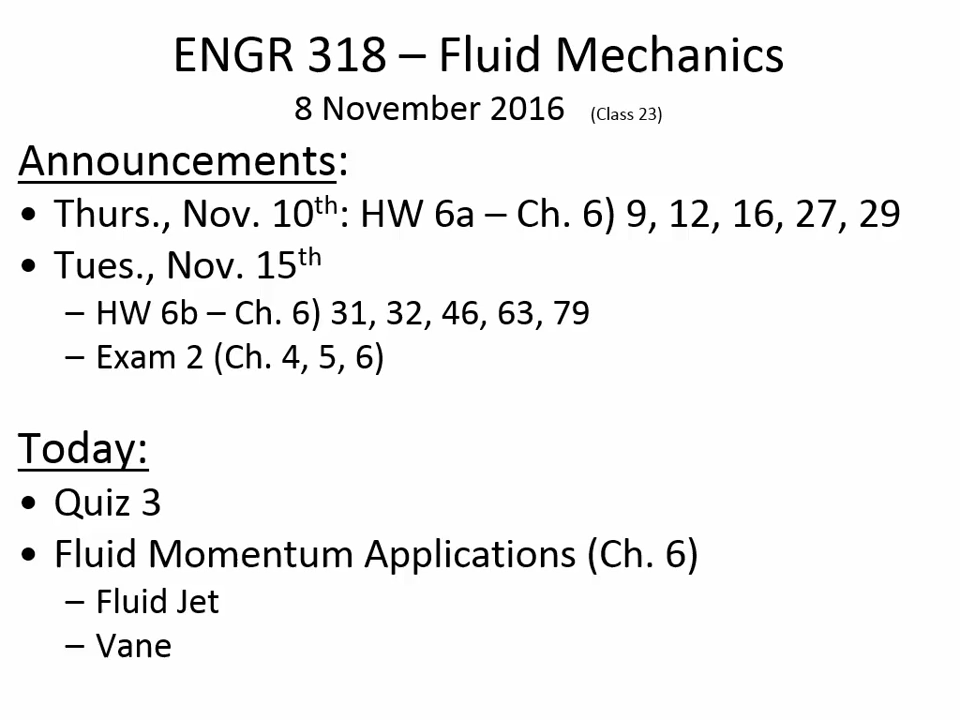 ENGR 318 – Fluid Mechanics
8 November 2016 (Class 23)
Announcements:
• Thurs., Nov. 10th: HW 6a – Ch. 6) 9, 12, 16, 27, 29
• Tues., Nov. 15th
– HW 6b – Ch. 6) 31, 32, 46, 63, 79
– Exam 2 (Ch. 4, 5, 6)
Today:
• Quiz 3
• Fluid Momentum Applications (Ch. 6)
– Fluid Jet
– Vane